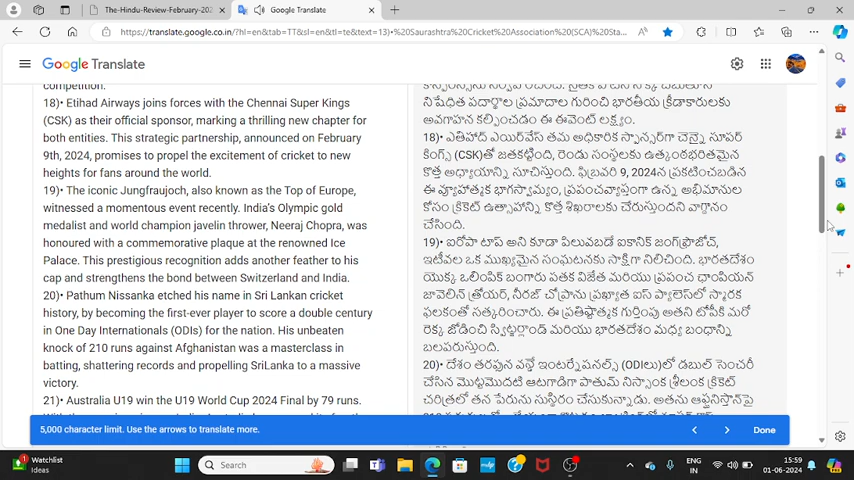 The-Hindu-Review-February-202
Google Translate
https://translate.google.co.in/?hl=en&tab=TT&sl=en&tl=te&text=13)•%20Saurashtra%20Cricket%20Association%20(SCA)%20Sta...
Google Translate
competition.
18)• Etihad Airways joins forces with the Chennai Super Kings
(CSK) as their official sponsor, marking a thrilling new chapter for
both entities. This strategic partnership, announced on February
9th, 2024, promises to propel the excitement of cricket to new
heights for fans around the world.
19)• The iconic Jungfraujoch, also known as the Top of Europe,
witnessed a momentous event recently. India's Olympic gold
medalist and world champion javelin thrower, Neeraj Chopra, was
honoured with a commemorative plaque at the renowned Ice
Palace. This prestigious recognition adds another feather to his
cap and strengthens the bond between Switzerland and India.
20)• Pathum Nissanka etched his name in Sri Lankan cricket
history, by becoming the first-ever player to score a double century
in One Day Internationals (ODIs) for the nation. His unbeaten
knock of 210 runs against Afghanistan was a masterclass in
batting, shattering records and propelling SriLanka to a massive
victory.
21)• Australia U19 win the U19 World Cup 2024 Final by 79 runs.
నిషేధిత పదార్థాల ప్రమాదాల గురించి భారతీయ క్రీడాకారులకు
అవగాహన కల్పించడం ఈ ఈవెంట్ లక్ష్యం.
18)• ఎతిహాద్ ఎయిర్‌వేస్ తమ అధికారిక స్పాన్సర్‌గా చెన్నై సూపర్
కింగ్స్ (CSK)తో జతకట్టింది, రెండు సంస్థలకు ఉత్కంఠభరితమైన
కొత్త అధ్యాయాన్ని సూచిస్తుంది. ఫిబ్రవరి 9, 2024న ప్రకటించబడిన
ఈ వ్యూహాత్మక భాగస్వామ్యం, ప్రపంచవ్యాప్తంగా ఉన్న అభిమానుల
కోసం క్రికెట్ ఉత్సాహాన్ని కొత్త శిఖరాలకు చేరుస్తుందని వాగ్దానం
చేసింది.
19)• ఐరోపా టాప్ అని కూడా పిలువబడే ఐకానిక్ జంగ్‌ఫ్రాజోచ్,
ఇటీవల ఒక ముఖ్యమైన సంఘటనకు సాక్షిగా నిలిచింది. భారతదేశం
యొక్క ఒలింపిక్ బంగారు పతక విజేత మరియు ప్రపంచ ఛాంపియన్
జావెలిన్ త్రోయర్, నీరజ్ చోప్రాను ప్రఖ్యాత ఐస్ ప్యాలెస్‌లో స్మారక
ఫలకంతో సత్కరించారు. ఈ ప్రతిష్టాత్మక గుర్తింపు అతని టోపీకి మరో
రెక్క జోడించి స్విట్జర్లాండ్ మరియు భారతదేశం మధ్య బంధాన్ని
బలపరుస్తుంది.
20)• దేశం తరపున వన్డే ఇంటర్నేషనల్స్ (ODIలు)లో డబుల్ సెంచరీ
చేసిన మొట్టమొదటి ఆటగాడిగా పాతుమ్ నిస్సాంక శ్రీలంక క్రికెట్
చరిత్రలో తన పేరును సుస్థిరం చేసుకున్నాడు. అతను ఆఫ్ఘనిస్తాన్‌పై
5,000 character limit. Use the arrows to translate more.
Done
Watchlist
Ideas
Search
ENG
IN
15:59
01-06-2024